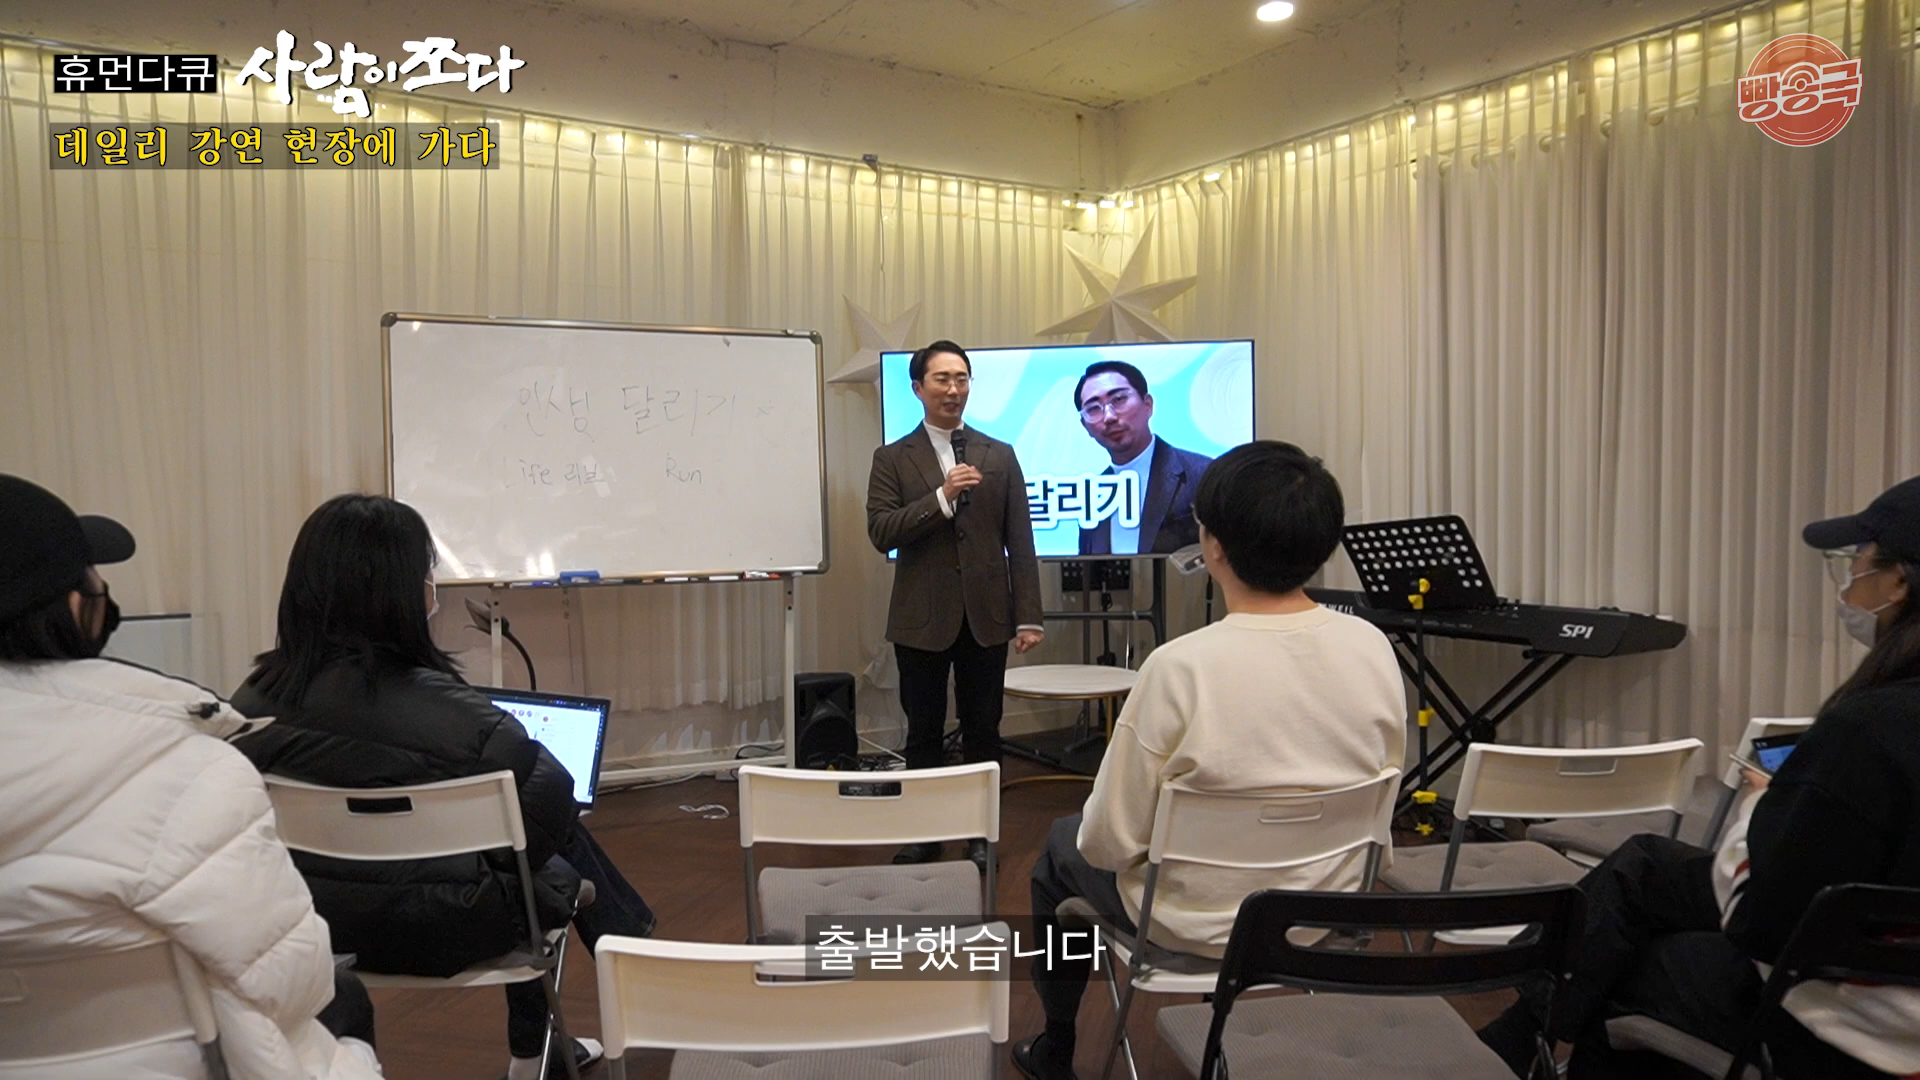 휴먼다큐 사람이쪼다
데일리 강연 현장에 가다
빵송국
인생 달리기
Life 리브 Run
달리기
SP1
출발했습니다